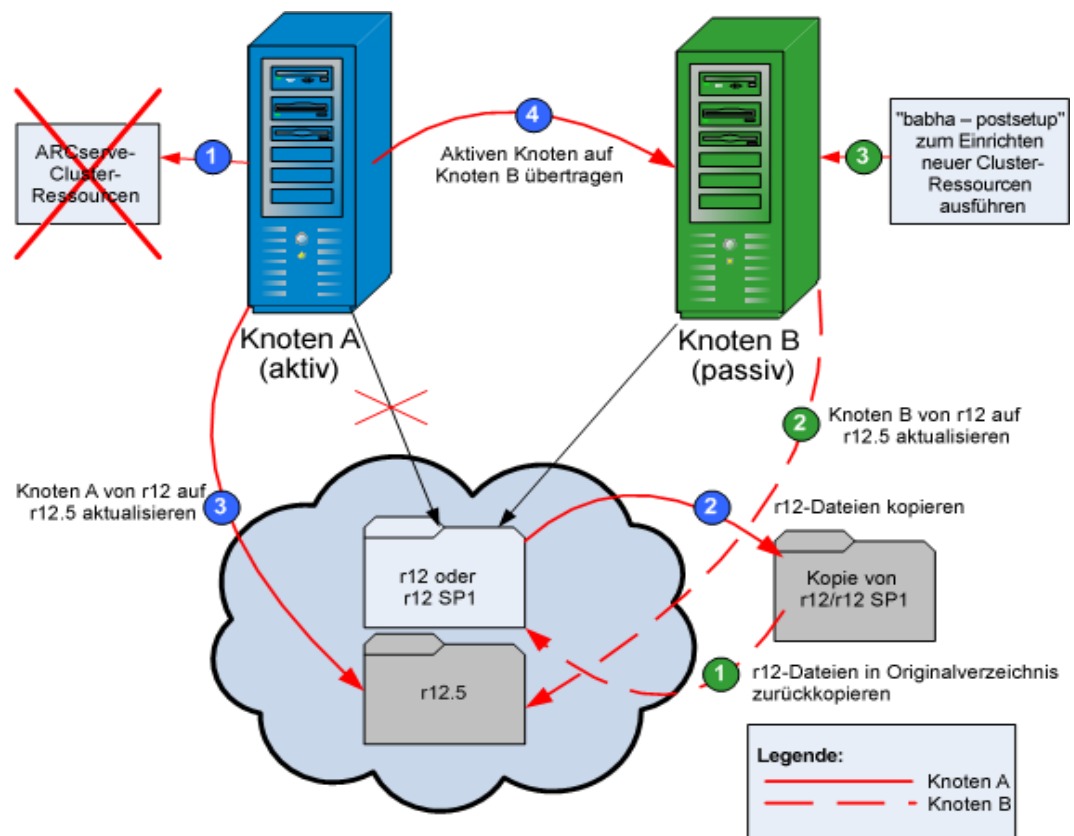 4
1
ARCserve-
Cluster-
Ressourcen
Aktiven Knoten auf
Knoten B übertragen
3
"babha – postsetup"
zum Einrichten
neuer Cluster-
Ressourcen
ausführen
Knoten A
(aktiv)
Knoten B
(passiv)
2
Knoten B von r12 auf
r12.5 aktualisieren
Knoten A von r12 auf
r12.5 aktualisieren
3
2
r12-Dateien kopieren
r12 oder
r12 SP1
Kopie von
r12/r12 SP1
r12.5
1
r12-Dateien in Originalverzeichnis
zurückkopieren
Legende:
Knoten A
Knoten B